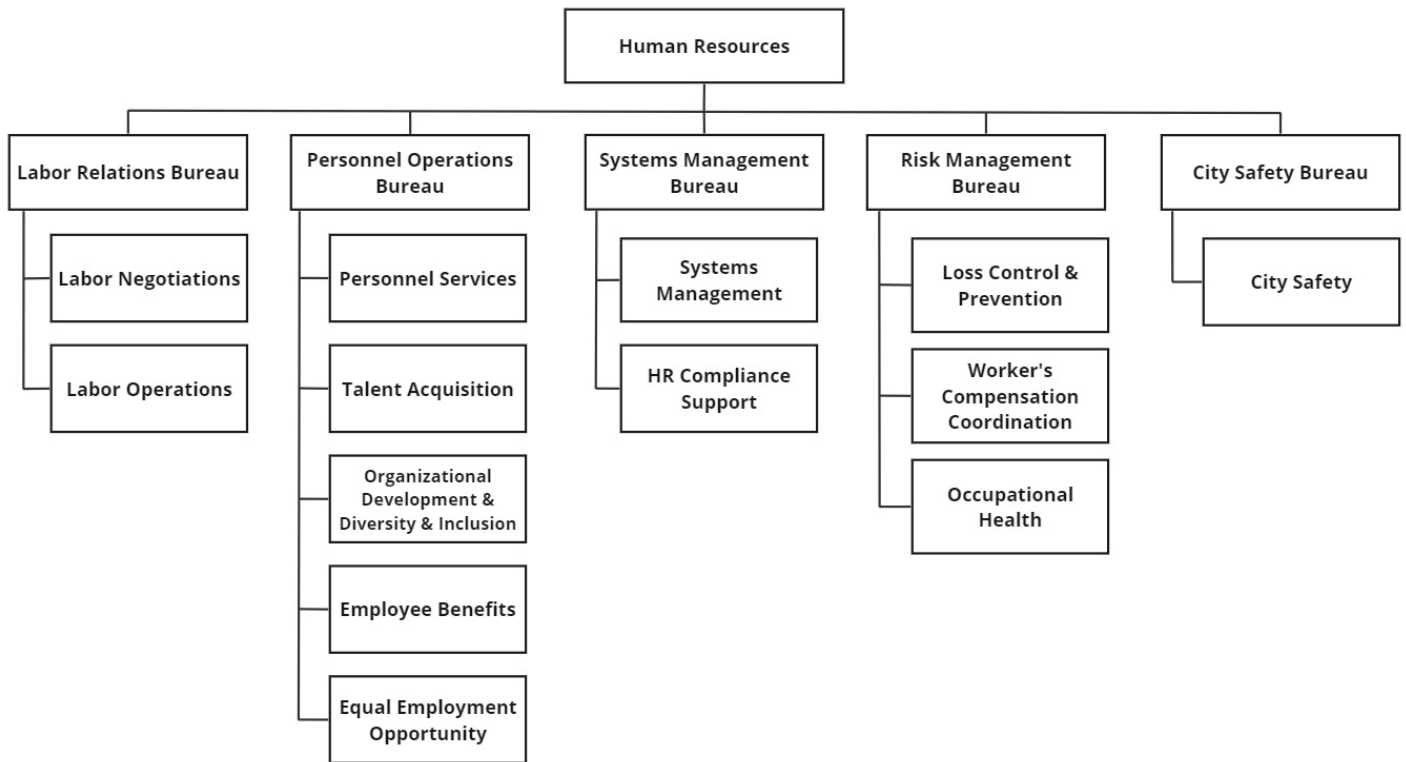 Human Resources
Labor Relations Bureau
Personnel Operations
Bureau
Systems Management
Bureau
Risk Management
Bureau
City Safety Bureau
Labor Negotiations
Labor Operations
Personnel Services
Talent Acquisition
Organizational
Development &
Diversity & Inclusion
Employee Benefits
Equal Employment
Opportunity
Systems
Management
HR Compliance
Support
Loss Control &
Prevention
Worker's
Compensation
Coordination
Occupational
Health
City Safety